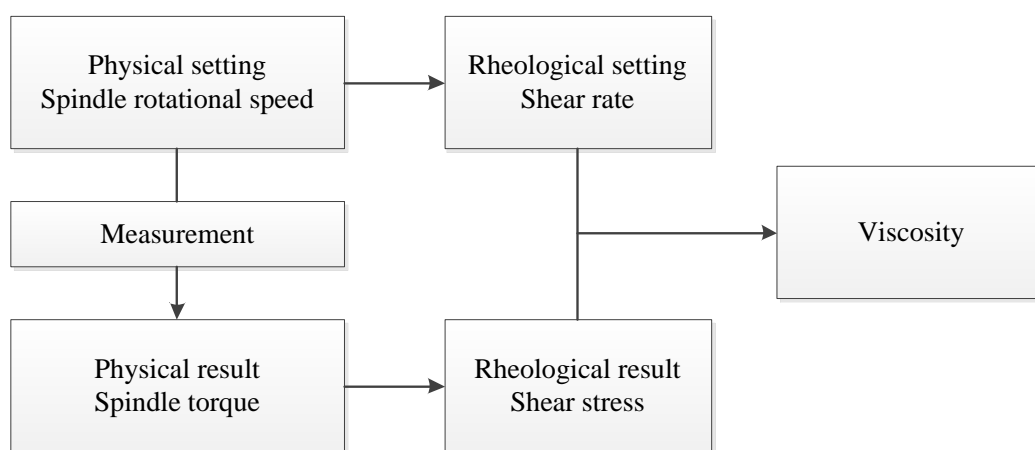 Physical setting
Spindle rotational speed
Rheological setting
Shear rate
Measurement
Viscosity
Physical result
Spindle torque
Rheological result
Shear stress